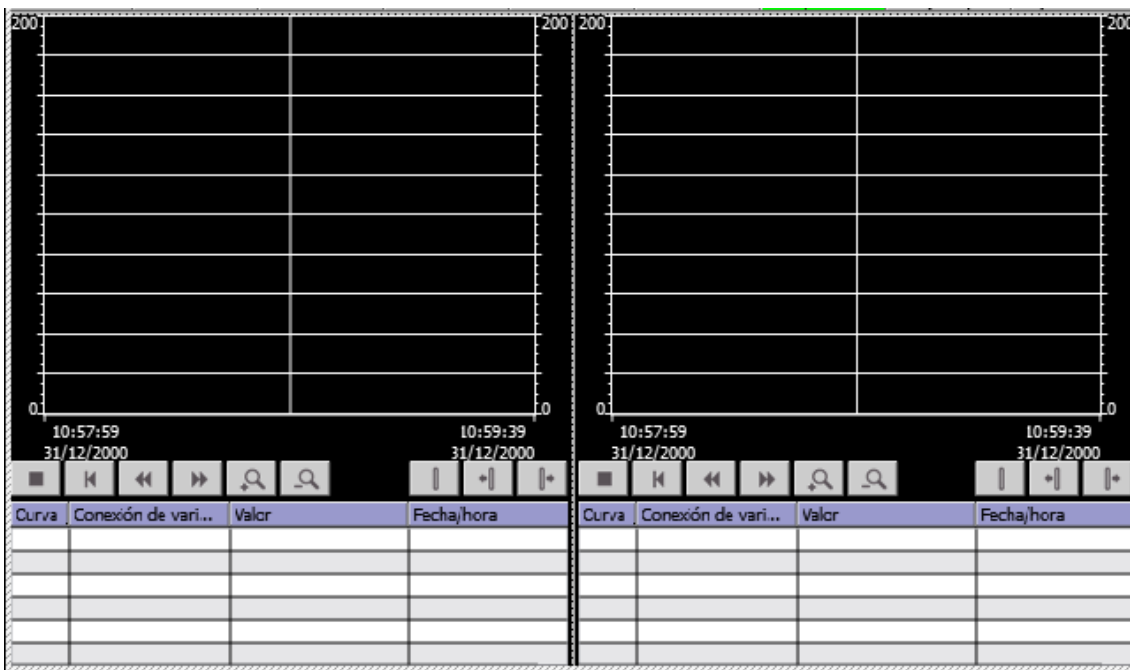 200 200 200 200
0 0 0 0
10:57:59 10:59:39 10:57:59 10:59:39
31/12/2000 31/12/2000 31/12/2000 31/12/2000
Curva Conexión de vari... Valor Fecha/hora Curva Conexión de vari... Valor Fecha/hora